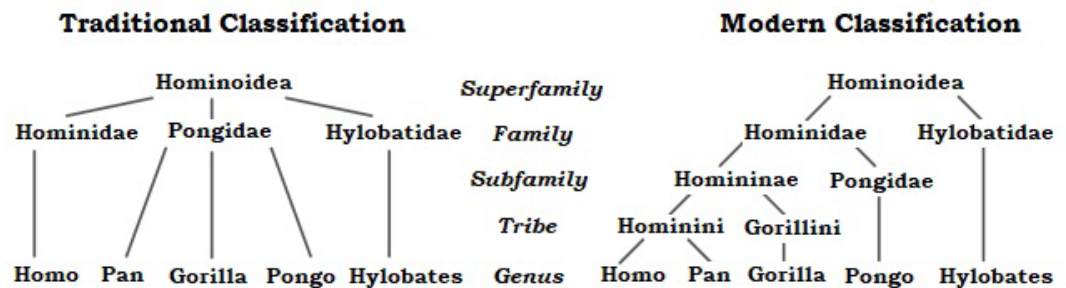 Traditional Classification Modern Classification
Hominoidea Superfamily Hominoidea
Hominidae Pongidae Hylobatidae Family Hominidae Hylobatidae
Subfamily Homininae Pongidae
Tribe Hominini Gorillini
Homo Pan Gorilla Pongo Hylobates Genus Homo Pan Gorilla Pongo Hylobates